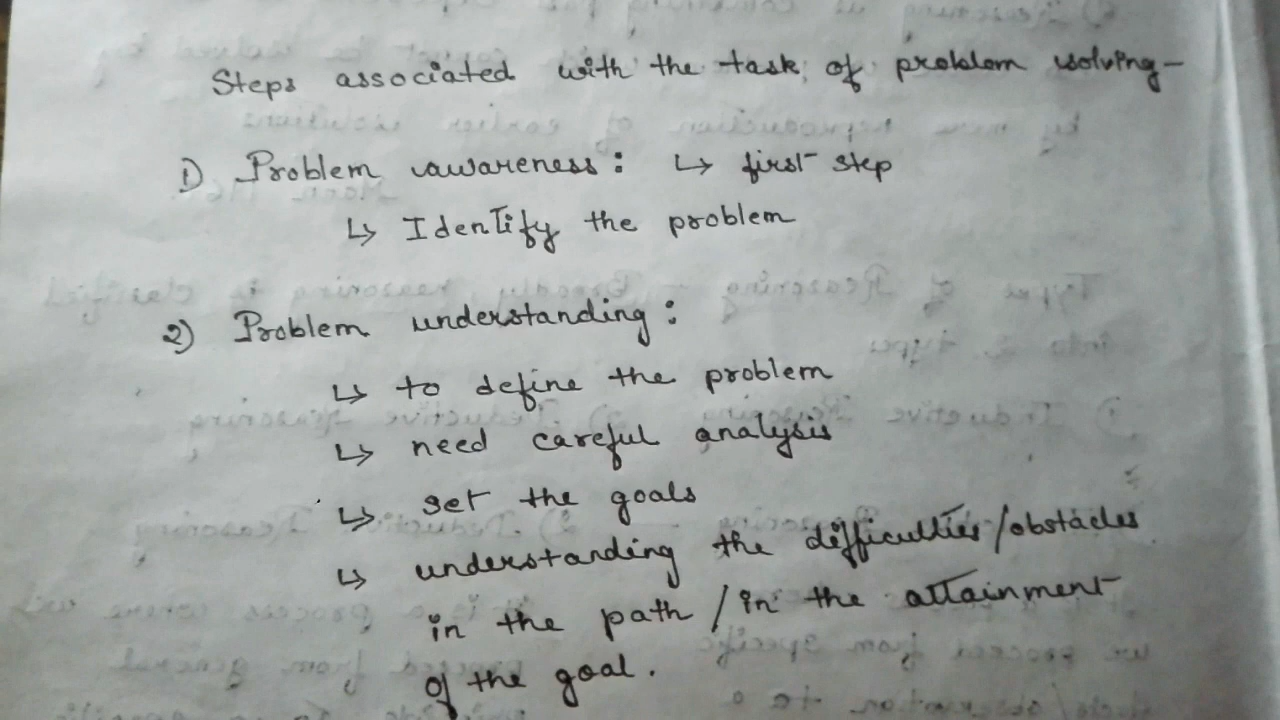 Steps associated with the task of problem solving-
1) Problem awareness : ↳ first step
↳ Identify the problem
2) Problem understanding :
↳ to define the problem
↳ need careful analysis
↳ set the goals
↳ understanding the difficulties/obstacles
in the path / in the attainment
of the goal.